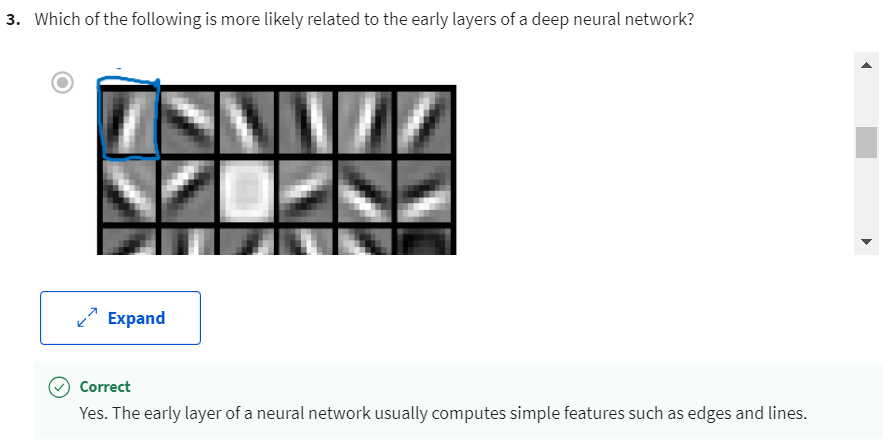 3. Which of the following is more likely related to the early layers of a deep neural network?
Expand
Correct
Yes. The early layer of a neural network usually computes simple features such as edges and lines.